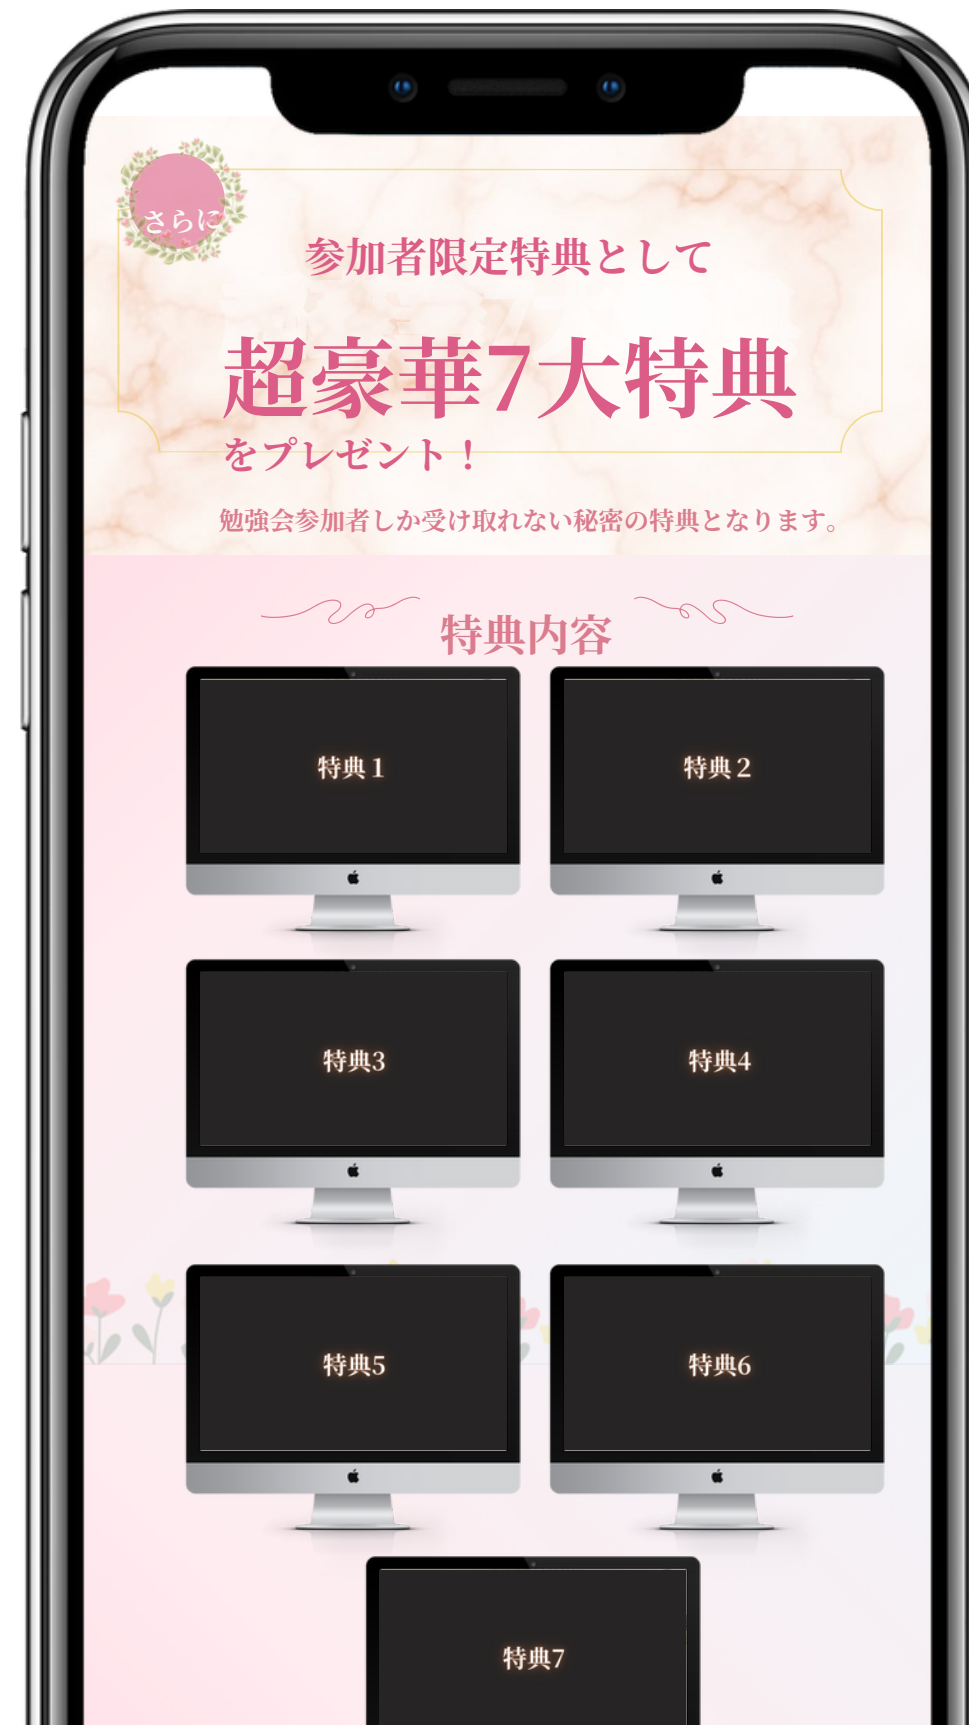 さらに
参加者限定特典として
超豪華7大特典
をプレゼント！
勉強会参加者しか受け取れない秘密の特典となります。
特典内容
特典１
特典２
特典3
特典4
特典5
特典6
特典7